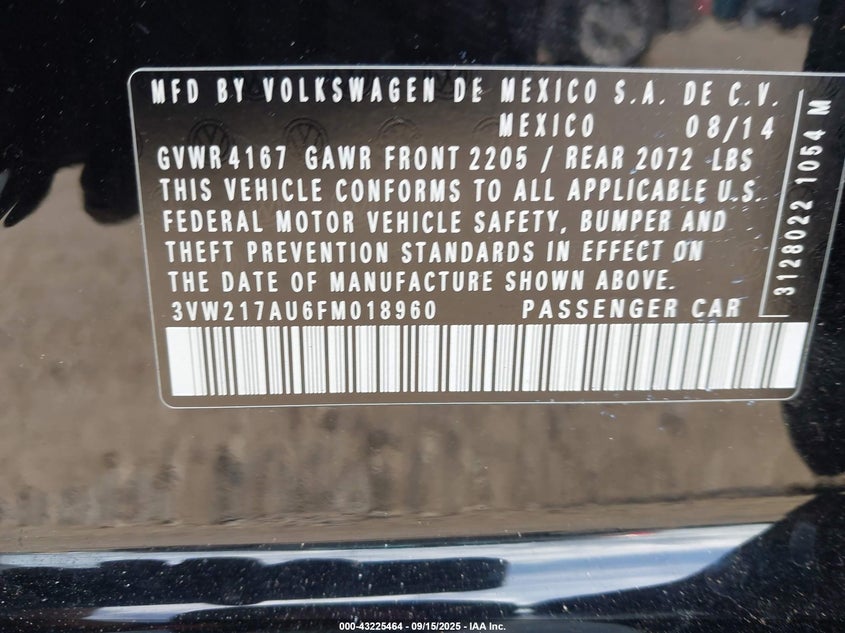 MFD BY VOLKSWAGEN DE MEXICO S.A. DE C.V.
MEXICO 08/14
GVWR 4167 GAWR FRONT 2205 / REAR 2072 LBS
THIS VEHICLE CONFORMS TO ALL APPLICABLE U.S.
FEDERAL MOTOR VEHICLE SAFETY, BUMPER AND
THEFT PREVENTION STANDARDS IN EFFECT ON
THE DATE OF MANUFACTURE SHOWN ABOVE.
3VW217AU6FM018960 PASSENGER CAR
3128022 1054 M
000-43225464 - 09/15/2025 - IAA Inc.